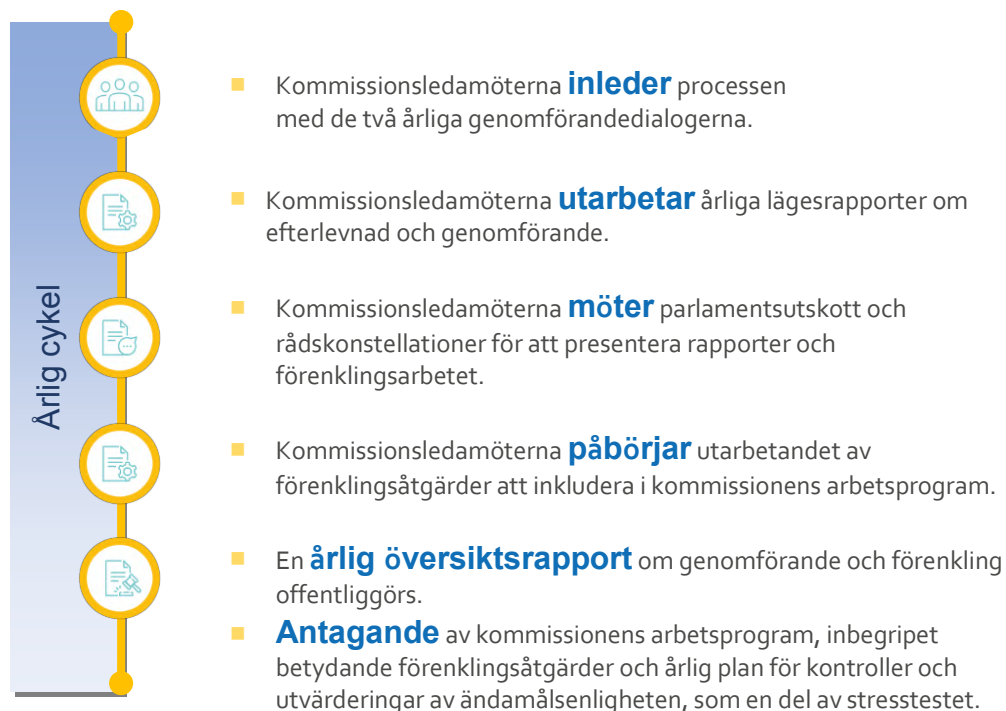 Årlig cykel
Kommissionsledamöterna inleder processen
med de två årliga genomförandedialogerna.
Kommissionsledamöterna utarbetar årliga lägesrapporter om
efterlevnad och genomförande.
Kommissionsledamöterna möter parlamentsutskott och
rådskonstellationer för att presentera rapporter och
förenklingsarbetet.
Kommissionsledamöterna påbörjar utarbetandet av
förenklingsåtgärder att inkludera i kommissionens arbetsprogram.
En årlig översiktsrapport om genomförande och förenkling
offentliggörs.
Antagande av kommissionens arbetsprogram, inbegripet
betydande förenklingsåtgärder och årlig plan för kontroller och
utvärderingar av ändamålsenligheten, som en del av stresstestet.